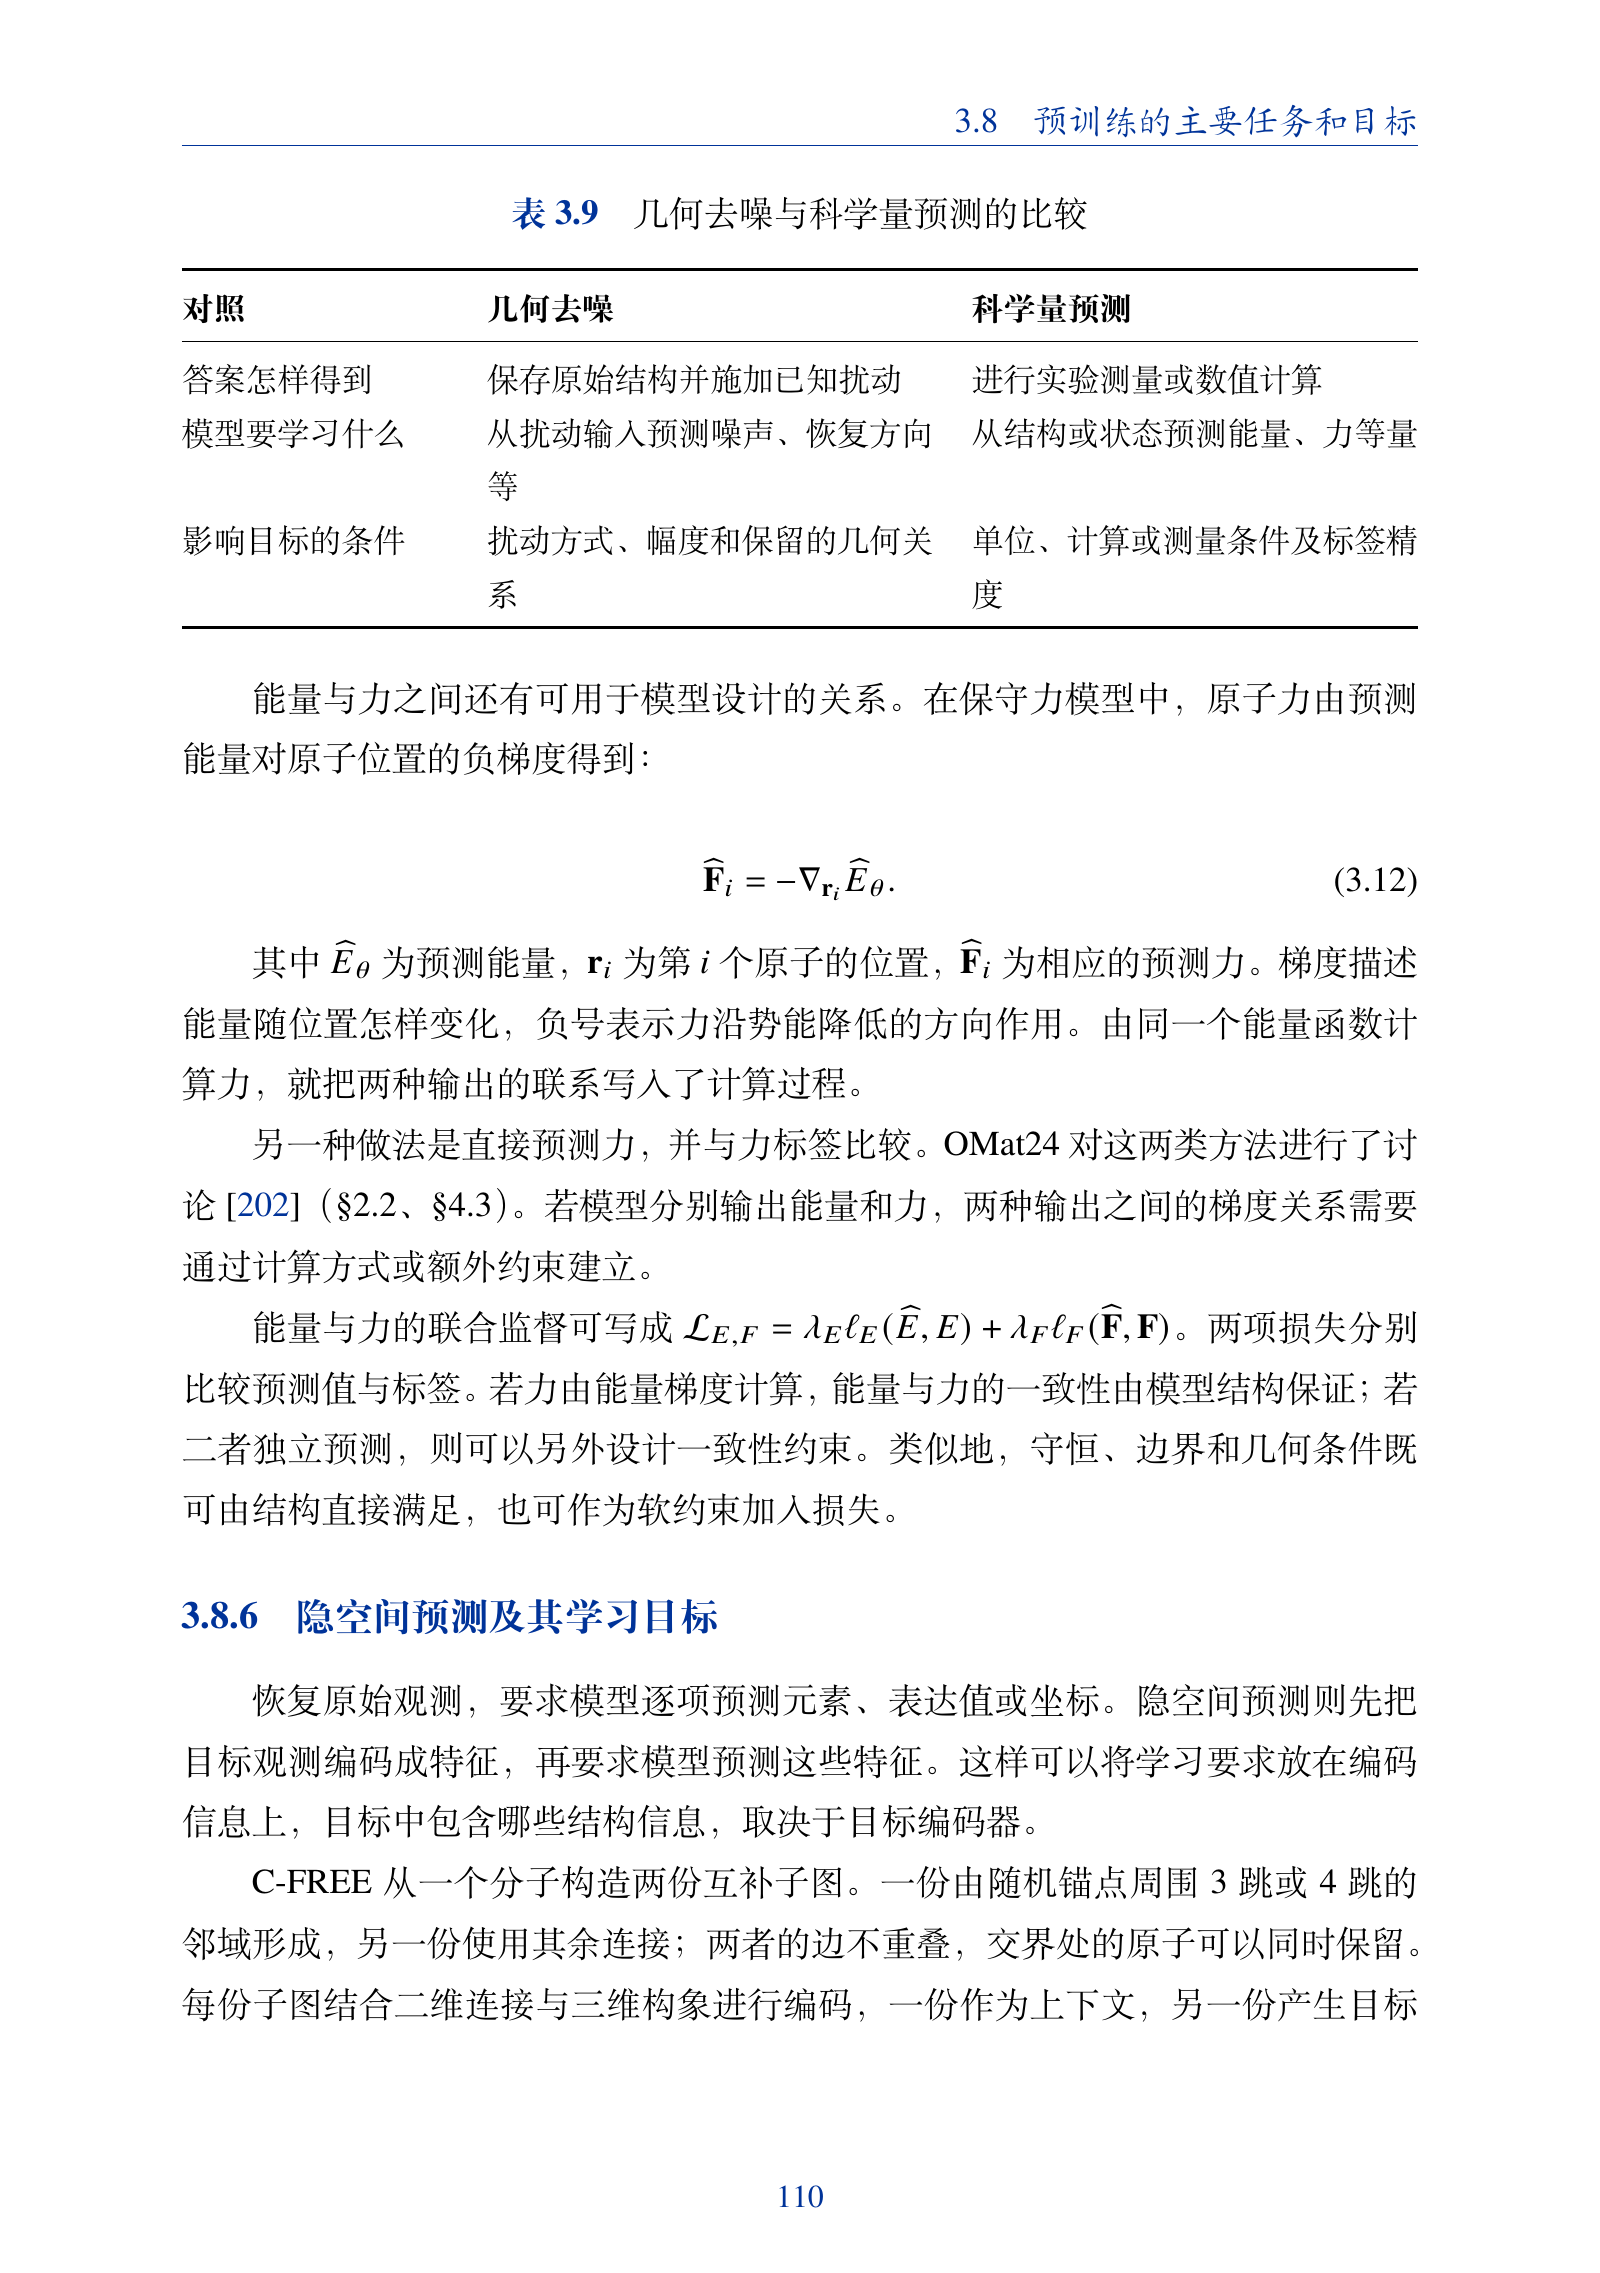 3.8 预训练的主要任务和目标
表 3.9 几何去噪与科学量预测的比较
对照 几何去噪 科学量预测
答案怎样得到 保存原始结构并施加已知扰动 进行实验测量或数值计算
模型要学习什么 从扰动输入预测噪声、恢复方向 从结构或状态预测能量、力等量
等
影响目标的条件 扰动方式、幅度和保留的几何关 单位、计算或测量条件及标签精
系 度
能量与力之间还有可用于模型设计的关系。在保守力模型中，原子力由预测
能量对原子位置的负梯度得到：
$\widehat{\mathbf{F}}_i = -\nabla_{\mathbf{r}_i} \widehat{E}_\theta.$ (3.12)
其中 $\widehat{E}_\theta$ 为预测能量，$\mathbf{r}_i$ 为第 $i$ 个原子的位置，$\widehat{\mathbf{F}}_i$ 为相应的预测力。梯度描述
能量随位置怎样变化，负号表示力沿势能降低的方向作用。由同一个能量函数计
算力，就把两种输出的联系写入了计算过程。
另一种做法是直接预测力，并与力标签比较。OMat24 对这两类方法进行了讨
论 [202]（§2.2、§4.3）。若模型分别输出能量和力，两种输出之间的梯度关系需要
通过计算方式或额外约束建立。
能量与力的联合监督可写成 $\mathcal{L}_{E,F} = \lambda_E \ell_E(\widehat{E}, E) + \lambda_F \ell_F(\widehat{\mathbf{F}}, \mathbf{F})$。两项损失分别
比较预测值与标签。若力由能量梯度计算，能量与力的一致性由模型结构保证；若
二者独立预测，则可以另外设计一致性约束。类似地，守恒、边界和几何条件既
可由结构直接满足，也可作为软约束加入损失。
3.8.6 隐空间预测及其学习目标
恢复原始观测，要求模型逐项预测元素、表达值或坐标。隐空间预测则先把
目标观测编码成特征，再要求模型预测这些特征。这样可以将学习要求放在编码
信息上，目标中包含哪些结构信息，取决于目标编码器。
C-FREE 从一个分子构造两份互补子图。一份由随机锚点周围 3 跳或 4 跳的
邻域形成，另一份使用其余连接；两者的边不重叠，交界处的原子可以同时保留。
每份子图结合二维连接与三维构象进行编码，一份作为上下文，另一份产生目标
110